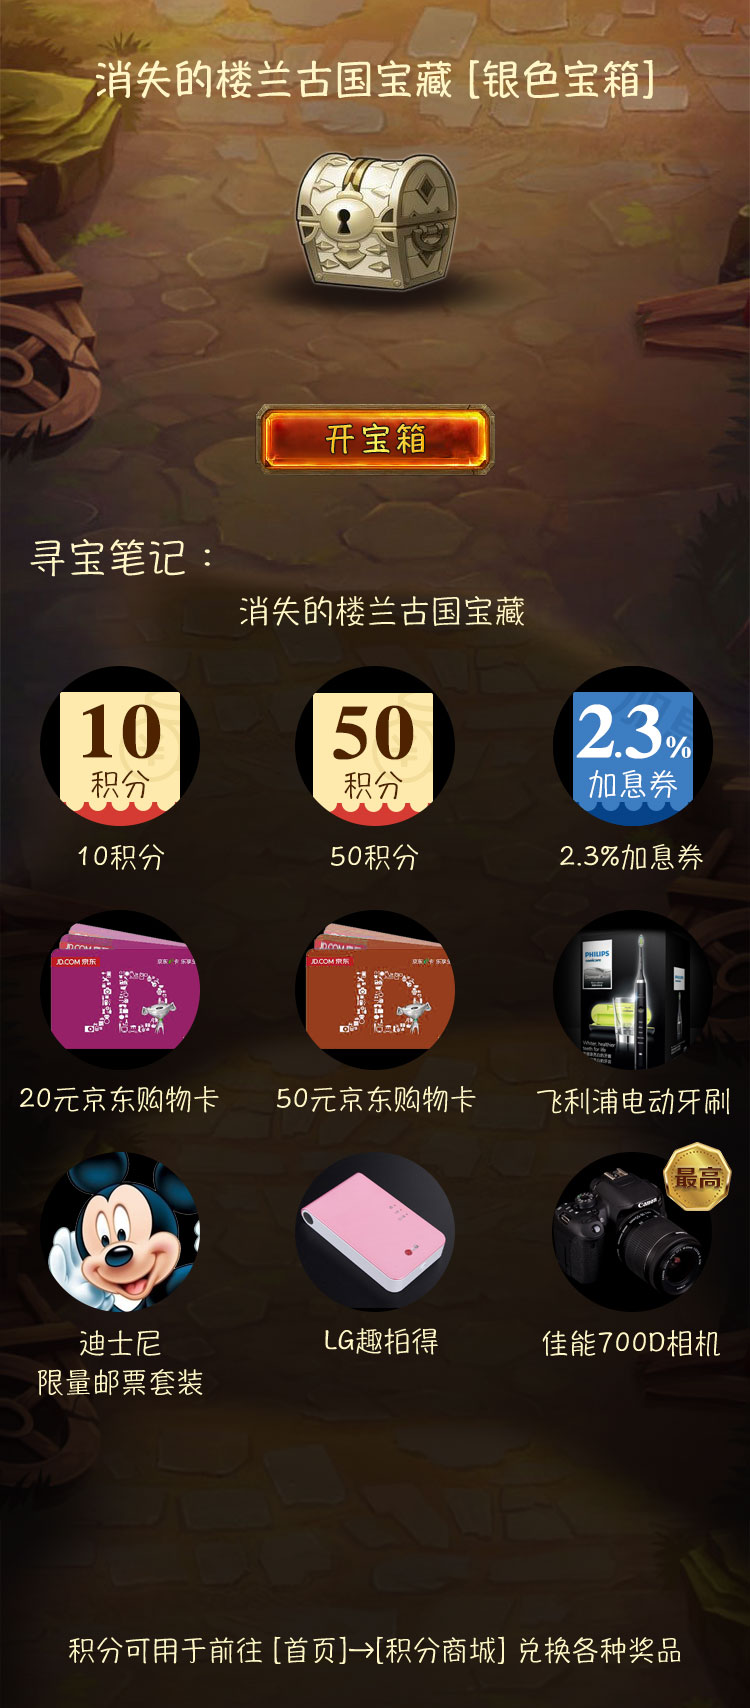 消失的楼兰古国宝藏 [银色宝箱]
开宝箱
寻宝笔记：
消失的楼兰古国宝藏
10
积分
50
积分
2.3%
加息券
10积分
50积分
2.3%加息券
JD.COM 京东
JD.COM 京东
PHILIPS
20元京东购物卡
50元京东购物卡
飞利浦电动牙刷
最高
Canon
迪士尼
限量邮票套装
LG趣拍得
佳能700D相机
积分可用于前往 [首页]→[积分商城] 兑换各种奖品